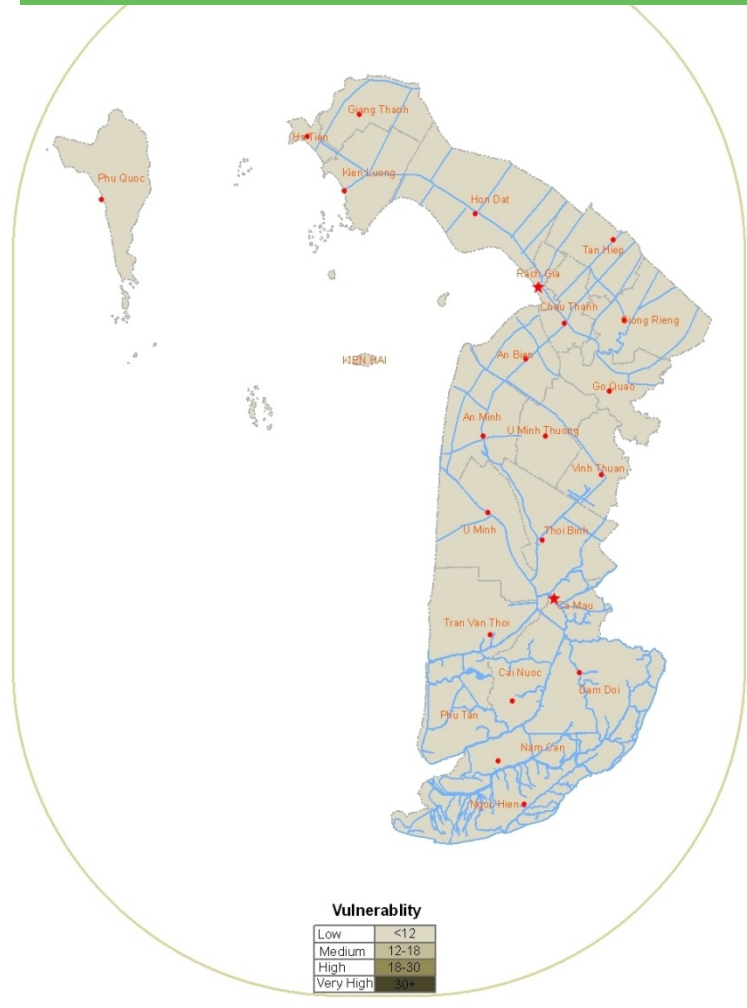 Giang Thanh
Ha Tien
Kien Luong
Phu Quoc
Hon Dat
Tan Hiep
Rach Gia
Chau Thanh
Giong Rieng
An Bien
KIEN HAI
Go Quao
An Minh
U Minh Thuong
Vinh Thuan
U Minh
Thoi Binh
Ca Mau
Tran Van Thoi
Cai Nuoc
Dam Doi
Phu Tan
Nam Can
Ngoc Hien
Vulnerablity
Low <12
Medium 12-18
High 18-30
Very High 30+